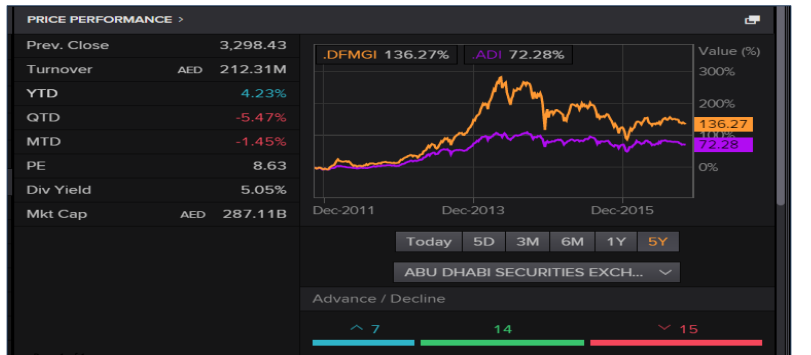 PRICE PERFORMANCE >
Prev. Close 3,298.43
Turnover AED 212.31M
YTD 4.23%
QTD -5.47%
MTD -1.45%
PE 8.63
Div Yield 5.05%
Mkt Cap AED 287.11B
.DFMGI 136.27% .ADI 72.28%
Value (%)
300%
200%
136.27
100%
72.28
0%
Dec-2011 Dec-2013 Dec-2015
Today 5D 3M 6M 1Y 5Y
ABU DHABI SECURITIES EXCH...
Advance / Decline
7 14 15